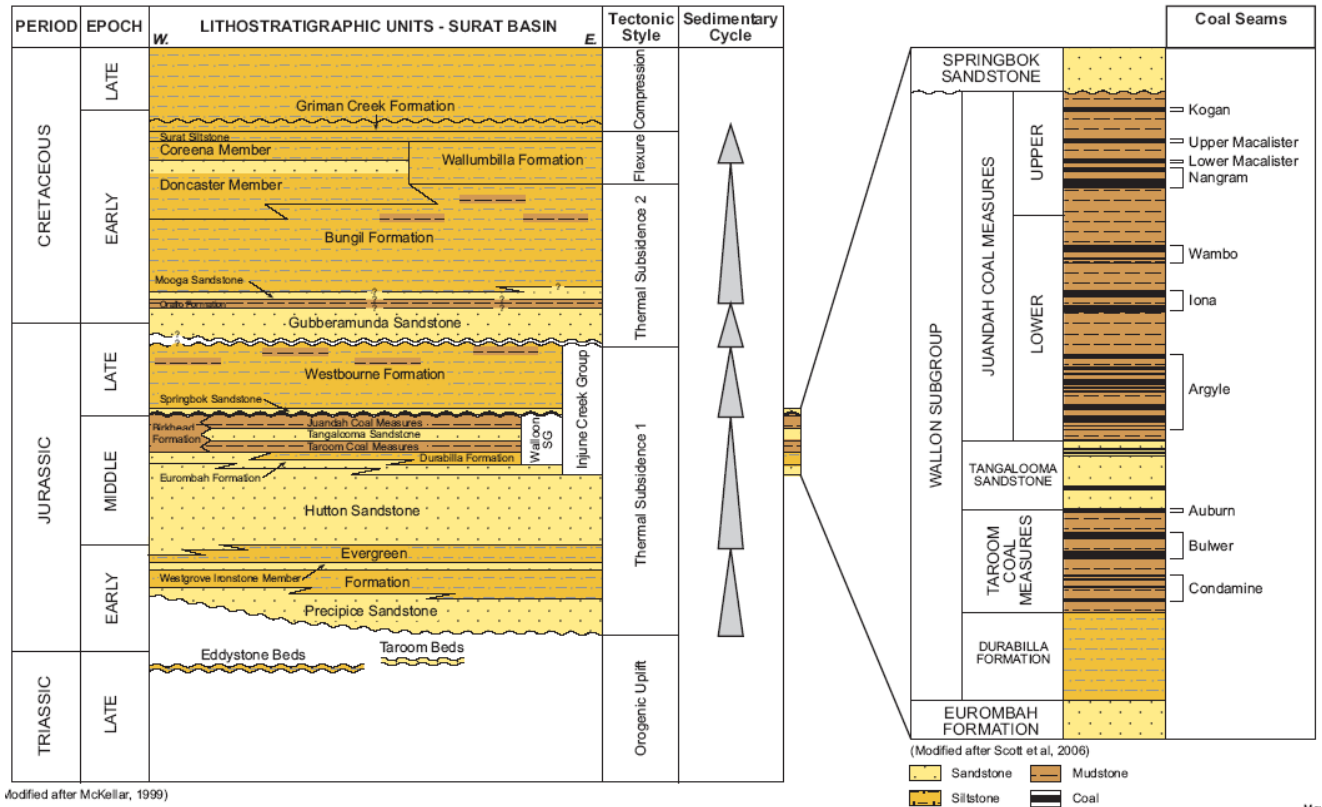 PERIOD EPOCH LITHOSTRATIGRAPHIC UNITS - SURAT BASIN Tectonic Style Sedimentary Cycle
W. E.
CRETACEOUS
JURASSIC
TRIASSIC
LATE
EARLY
LATE
MIDDLE
EARLY
LATE
Griman Creek Formation
Surat Siltstone
Coreena Member
Wallumbilla Formation
Doncaster Member
Bungil Formation
Mooga Sandstone
?
?
?
?
Orallo Formation
Gubberamunda Sandstone
?
?
Westbourne Formation
Springbok Sandstone
Birkhead
Formation
Juandah Coal Measures
Tangalooma Sandstone
Taroom Coal Measures
Walloon
SG
Injune Creek Group
Durabilla Formation
Eurombah Formation
Hutton Sandstone
Evergreen
Westgrove Ironstone Member
Formation
Precipice Sandstone
Taroom Beds
Eddystone Beds
Compression
Flexure
Thermal Subsidence 2
Thermal Subsidence 1
Orogenic Uplift
Modified after McKellar, 1999)
Coal Seams
SPRINGBOK
SANDSTONE
WALLON SUBGROUP
JUANDAH COAL MEASURES
UPPER
LOWER
TANGALOOMA
SANDSTONE
TAROOM
COAL
MEASURES
DURABILLA
FORMATION
EUROMBAH
FORMATION
Kogan
Upper Macalister
Lower Macalister
Nangram
Wambo
Iona
Argyle
Auburn
Bulwer
Condamine
(Modified after Scott et al, 2006)
Sandstone
Mudstone
Siltstone
Coal